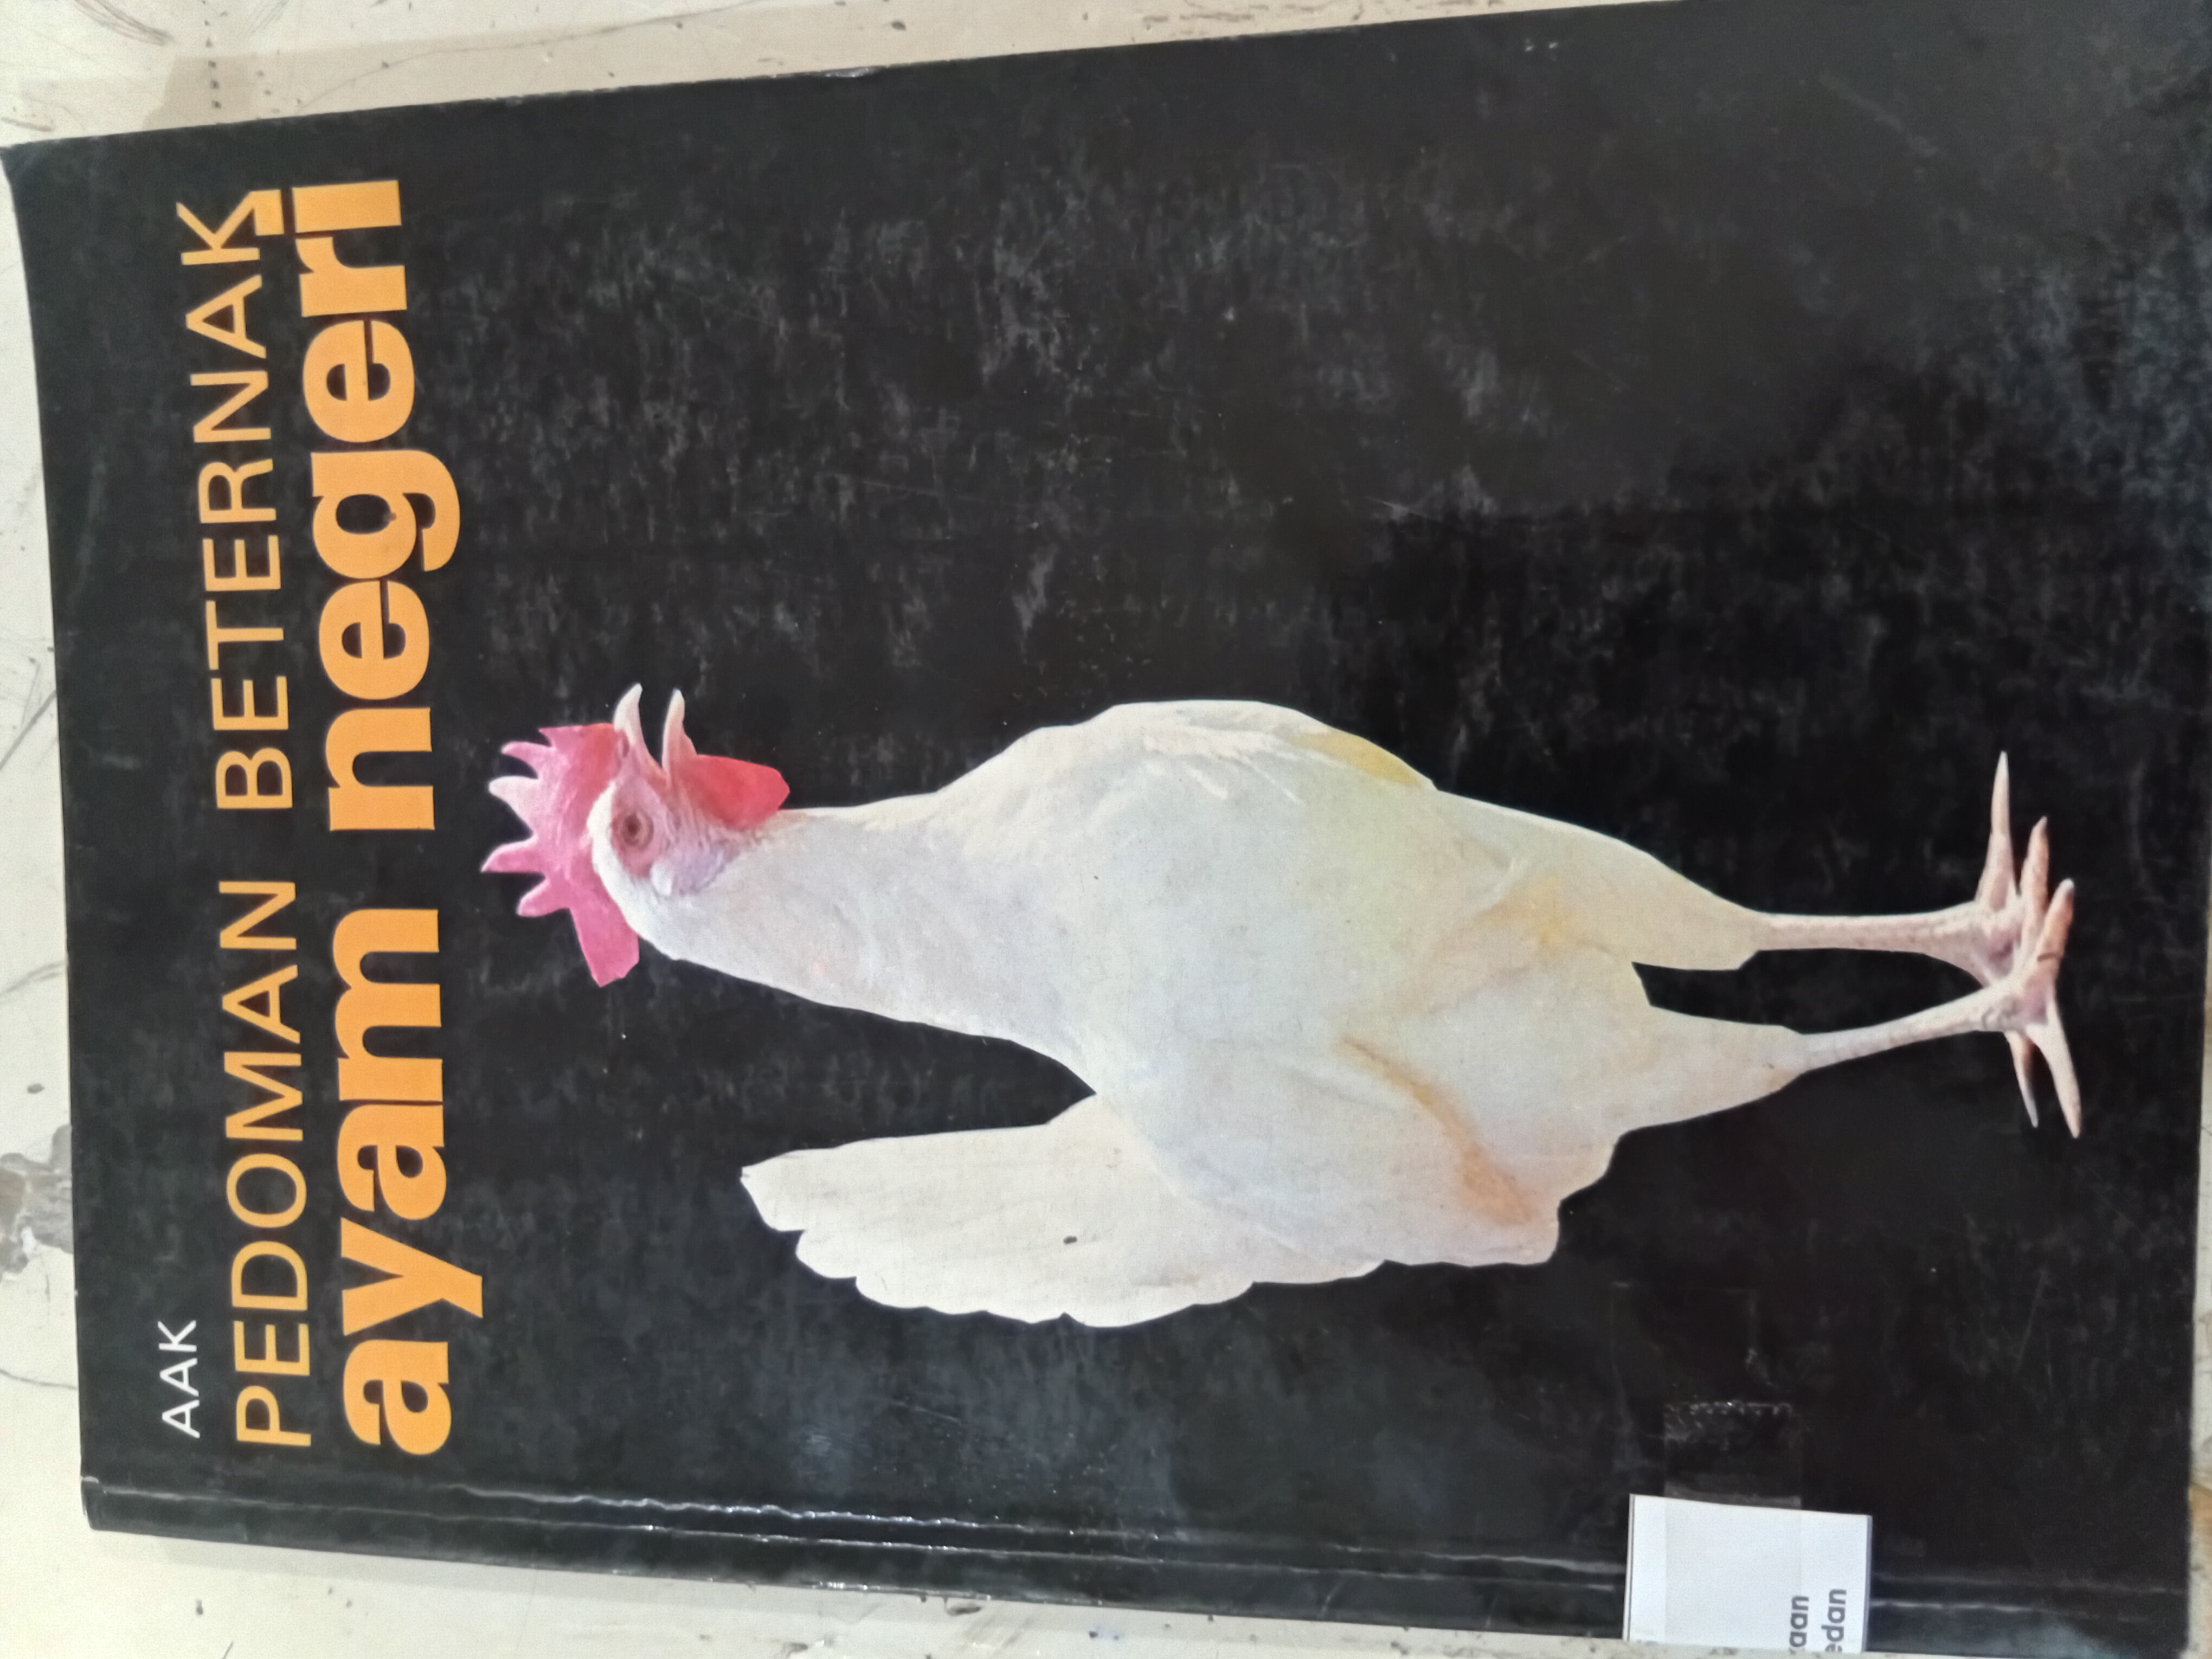 AAK
PEDOMAN BETERNAK
ayam negeri